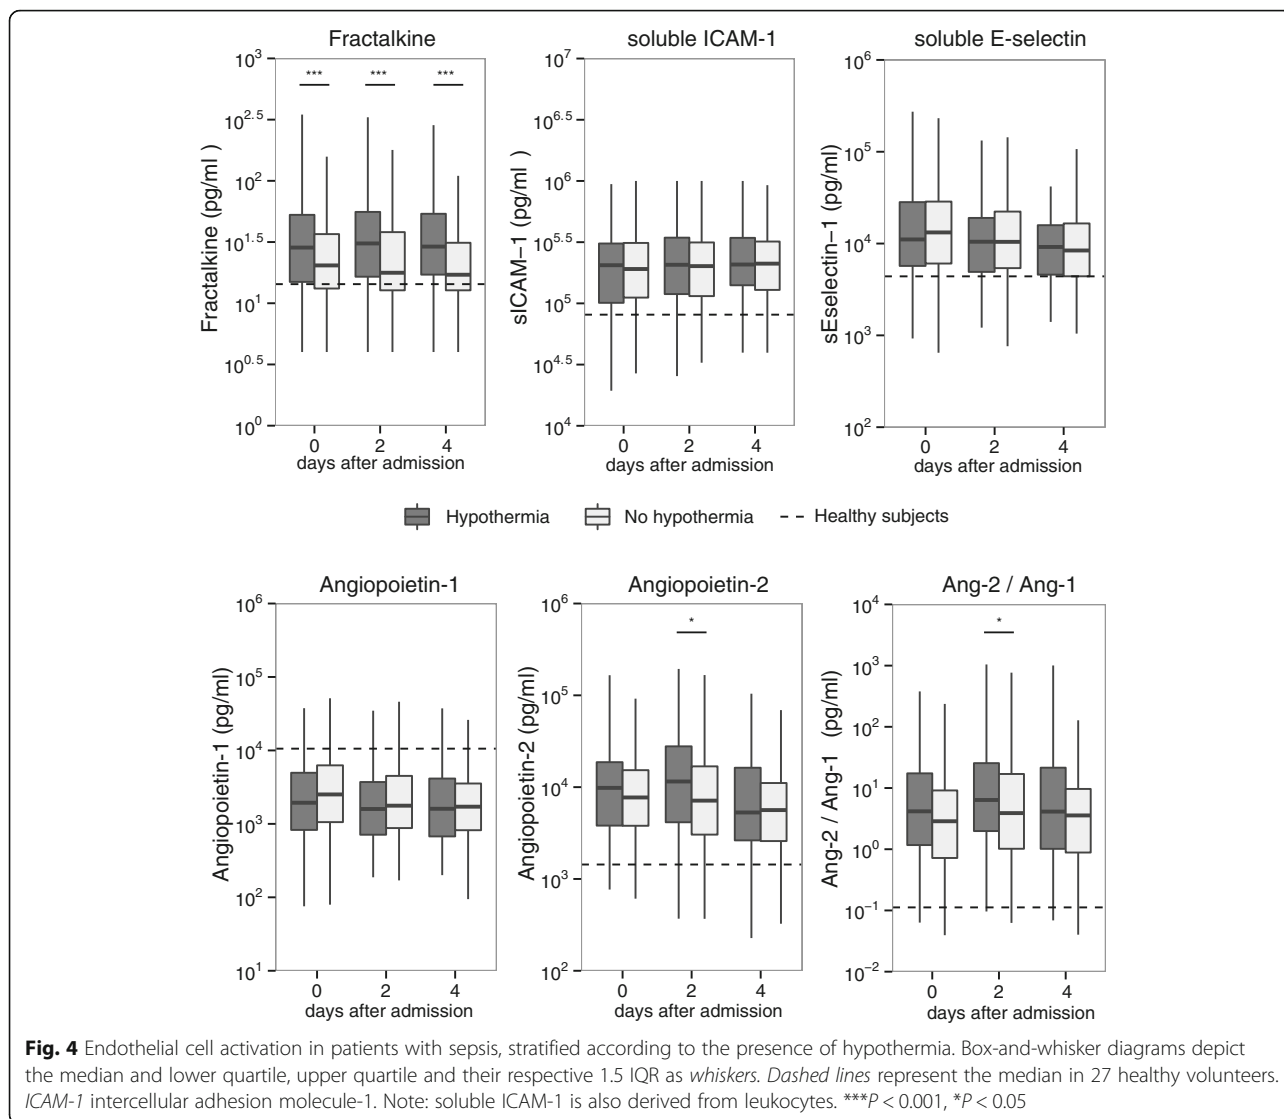 Fractalkine
soluble ICAM-1
soluble E-selectin
Fractalkine (pg/ml )
10^3
10^2.5
10^2
10^1.5
10^1
10^0.5
10^0
***
***
***
0 2 4
days after admission
sICAM−1 (pg/ml )
10^7
10^6.5
10^6
10^5.5
10^5
10^4.5
10^4
0 2 4
days after admission
sEselectin−1 (pg/ml)
10^6
10^5
10^4
10^3
10^2
0 2 4
days after admission
Hypothermia No hypothermia Healthy subjects
Angiopoietin-1
Angiopoietin-2
Ang-2 / Ang-1
Angiopoietin-1 (pg/ml)
10^6
10^5
10^4
10^3
10^2
10^1
0 2 4
days after admission
Angiopoietin-2 (pg/ml)
10^6
10^5
10^4
10^3
10^2
*
0 2 4
days after admission
Ang-2 / Ang-1 (pg/ml)
10^4
10^3
10^2
10^1
10^0
10^−1
10^−2
*
0 2 4
days after admission
Fig. 4 Endothelial cell activation in patients with sepsis, stratified according to the presence of hypothermia. Box-and-whisker diagrams depict
the median and lower quartile, upper quartile and their respective 1.5 IQR as whiskers. Dashed lines represent the median in 27 healthy volunteers.
ICAM-1 intercellular adhesion molecule-1. Note: soluble ICAM-1 is also derived from leukocytes. ***P < 0.001, *P < 0.05